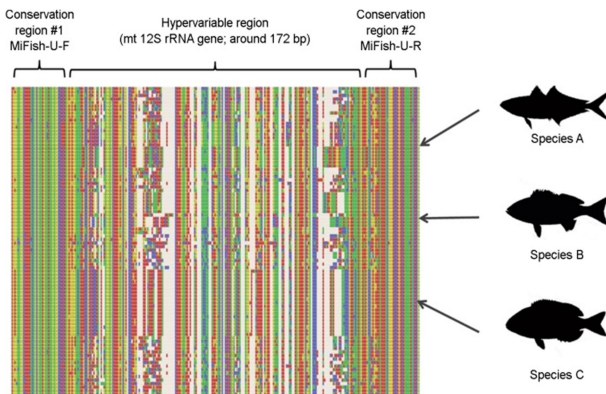 Conservation
region #1
MiFish-U-F
Hypervariable region
(mt 12S rRNA gene; around 172 bp)
Conservation
region #2
MiFish-U-R
Species A
Species B
Species C